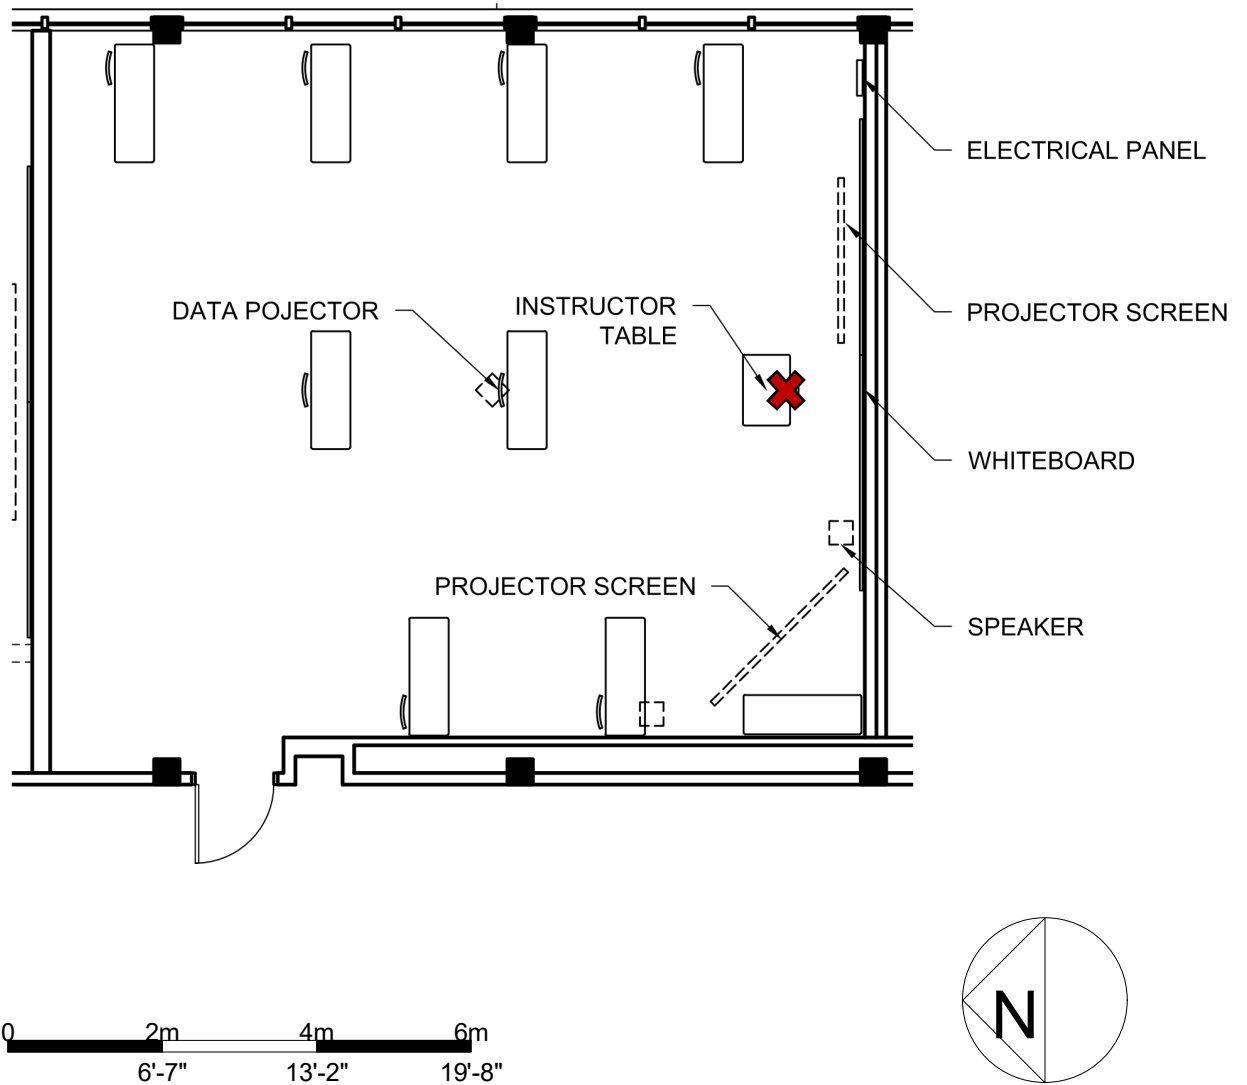 ELECTRICAL PANEL
DATA POJECTOR
INSTRUCTOR
TABLE
PROJECTOR SCREEN
WHITEBOARD
PROJECTOR SCREEN
SPEAKER
N
0 2m 4m 6m
6'-7" 13'-2" 19'-8"